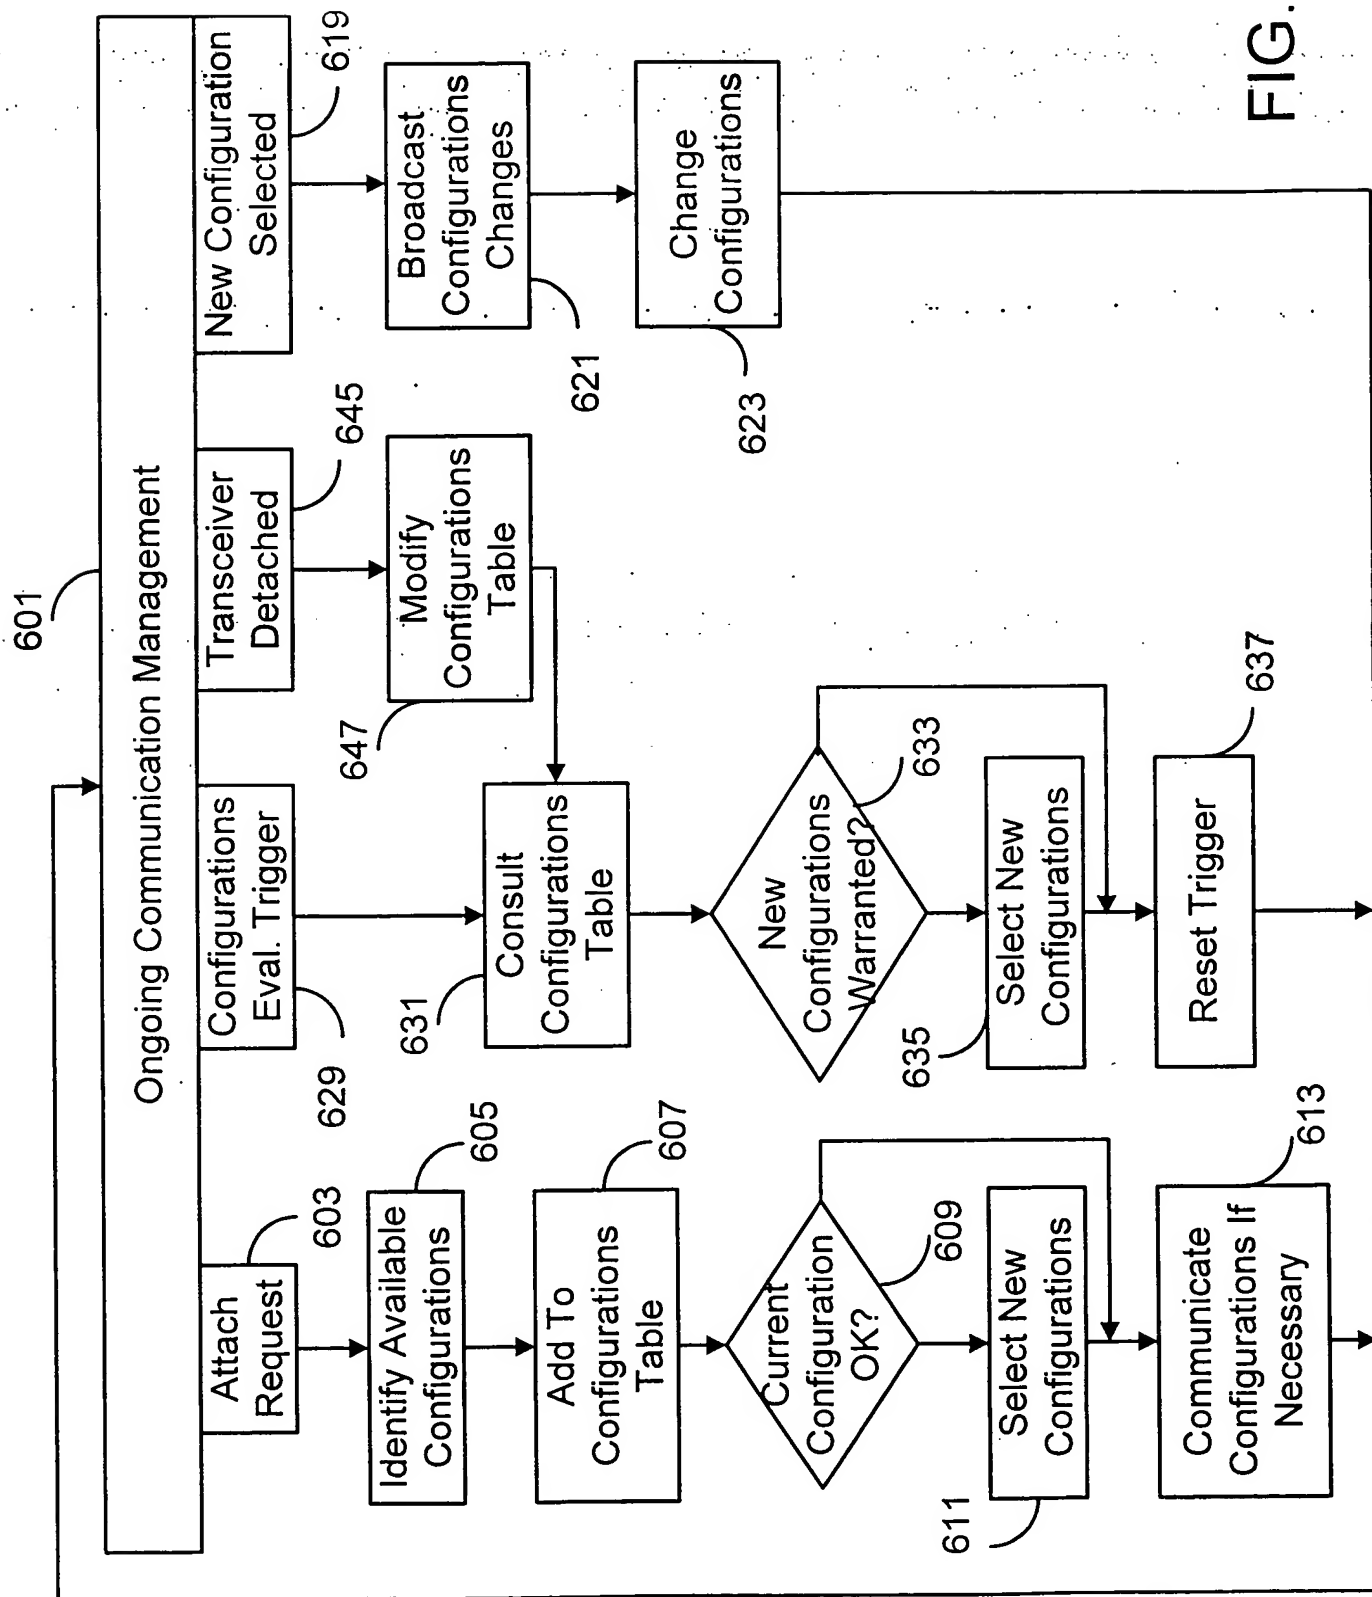 601
Ongoing Communication Management
Attach
Request
603
Identify Available
Configurations
605
Add To
Configurations
Table
607
Current
Configuration
OK?
609
Select New
Configurations
611
Communicate
Configurations If
Necessary
613
Configurations
Eval. Trigger
629
Consult
Configurations
Table
631
New
Configurations
Warranted?
633
Select New
Configurations
635
Reset Trigger
637
Transceiver
Detached
645
Modify
Configurations
Table
647
New Configuration
Selected
619
Broadcast
Configurations
Changes
621
Change
Configurations
623
FIG.